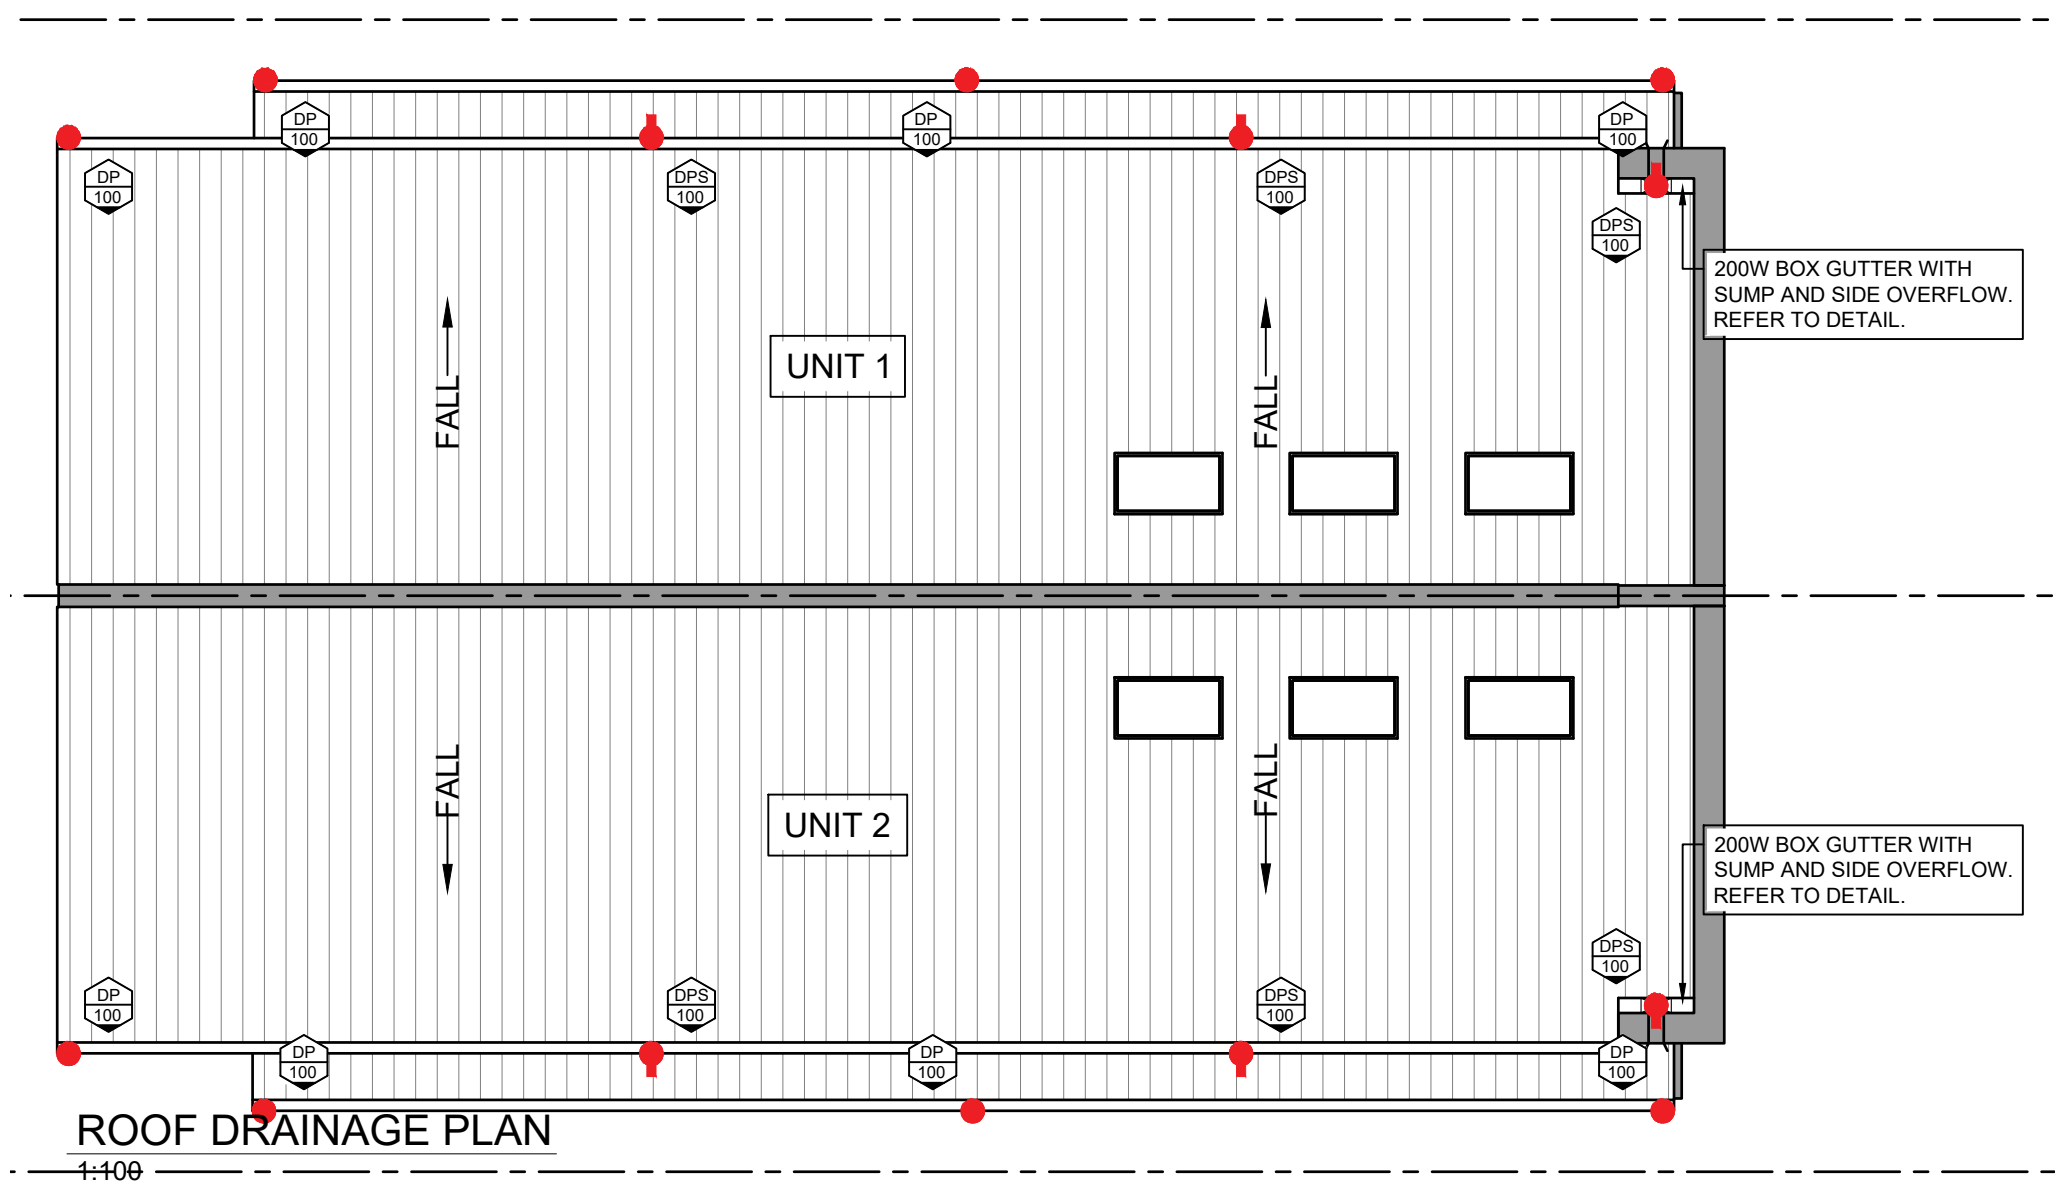 DP
100
DP
100
DP
100
DP
100
DPS
100
DPS
100
DPS
100
200W BOX GUTTER WITH
SUMP AND SIDE OVERFLOW.
REFER TO DETAIL.
FALL
UNIT 1
FALL
FALL
UNIT 2
FALL
200W BOX GUTTER WITH
SUMP AND SIDE OVERFLOW.
REFER TO DETAIL.
DPS
100
DP
100
DPS
100
DPS
100
DP
100
DP
100
DP
100
ROOF DRAINAGE PLAN
1:100